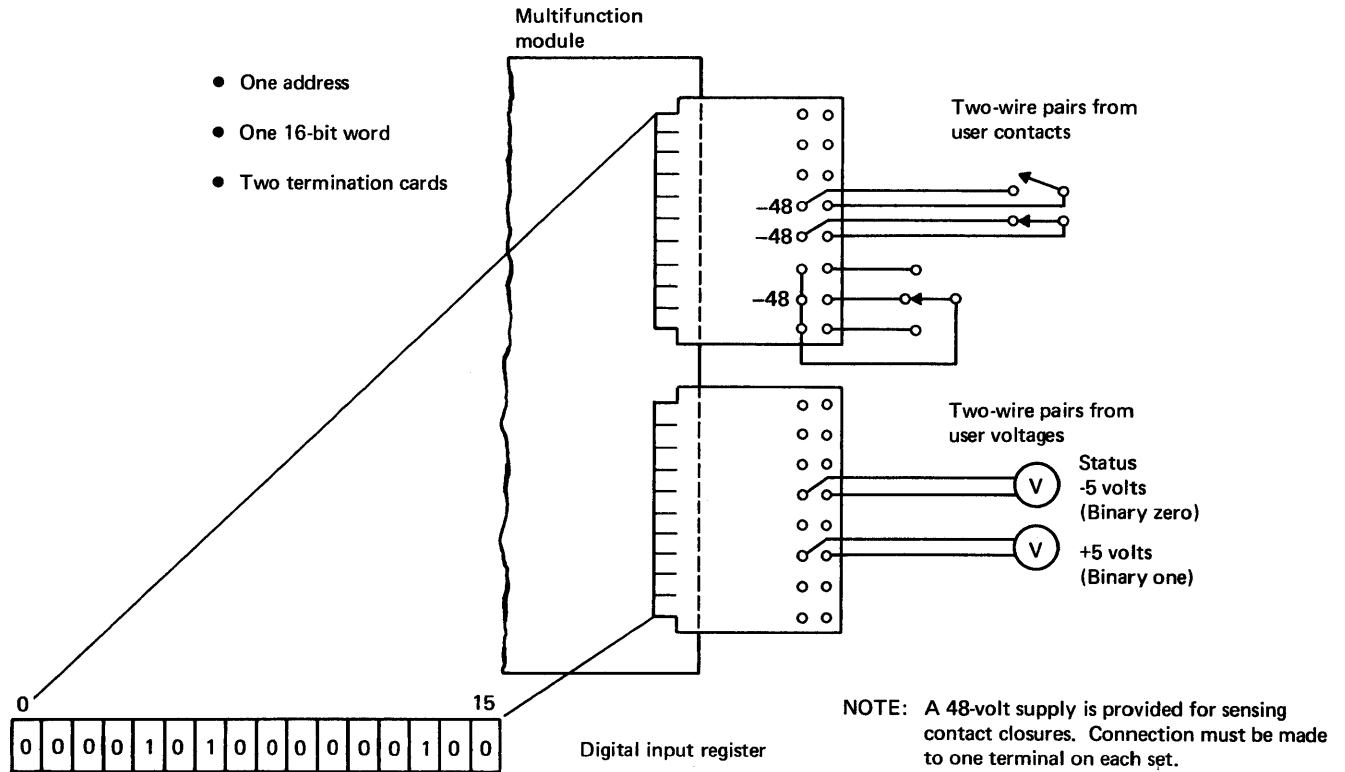 Multifunction
module
● One address
● One 16-bit word
● Two termination cards
Two-wire pairs from
user contacts
–48
–48
–48
Two-wire pairs from
user voltages
V
Status
-5 volts
(Binary zero)
V
+5 volts
(Binary one)
0 15
0 0 0 0 1 0 1 0 0 0 0 0 0 1 0 0
Digital input register
NOTE: A 48-volt supply is provided for sensing
contact closures. Connection must be made
to one terminal on each set.